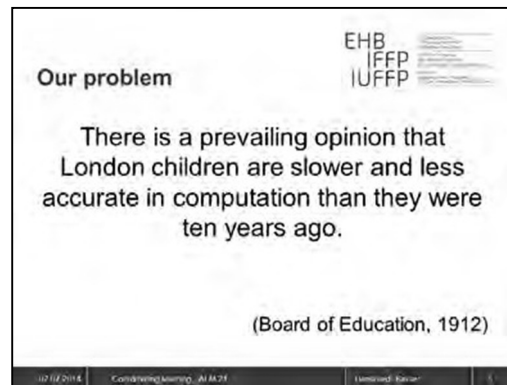 EHB
IFFP
IUFFP
Our problem
There is a prevailing opinion that
London children are slower and less
accurate in computation than they were
ten years ago.
(Board of Education, 1912)